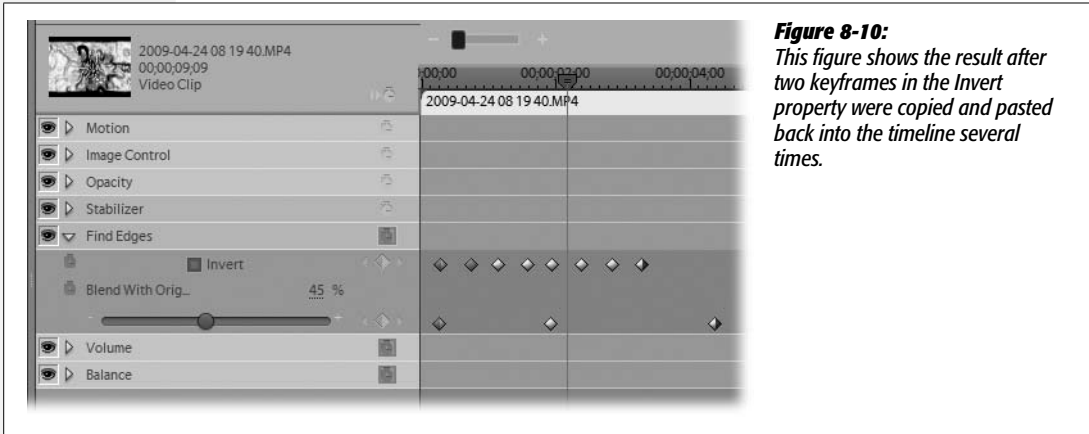 2009-04-24 08 19 40.MP4
00;00;09;09
Video Clip
;00;00 00;00;02;00 00;00;04;00
2009-04-24 08 19 40.MP4
Motion
Image Control
Opacity
Stabilizer
Find Edges
Invert
Blend With Orig...
45 %
Volume
Balance
Figure 8-10:
This figure shows the result after
two keyframes in the Invert
property were copied and pasted
back into the timeline several
times.